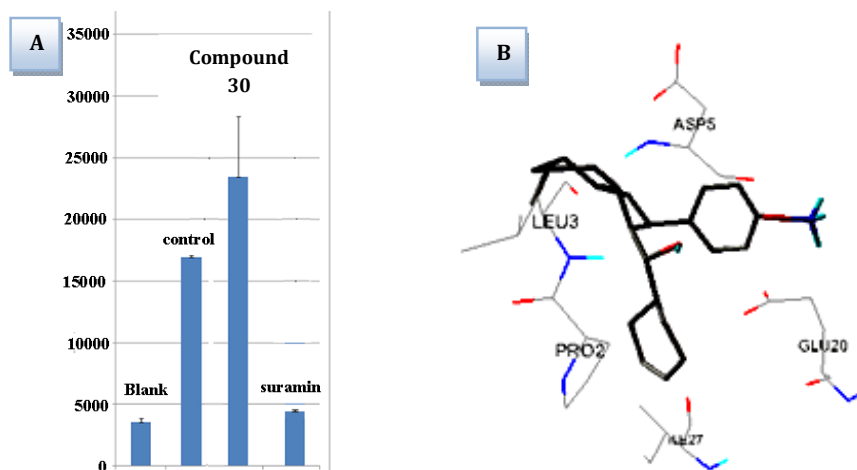 A
35000
30000
25000
20000
15000
10000
5000
0
Compound
30
control
Blank
suramin
B
ASP5
LEU3
PRO2
GLU20